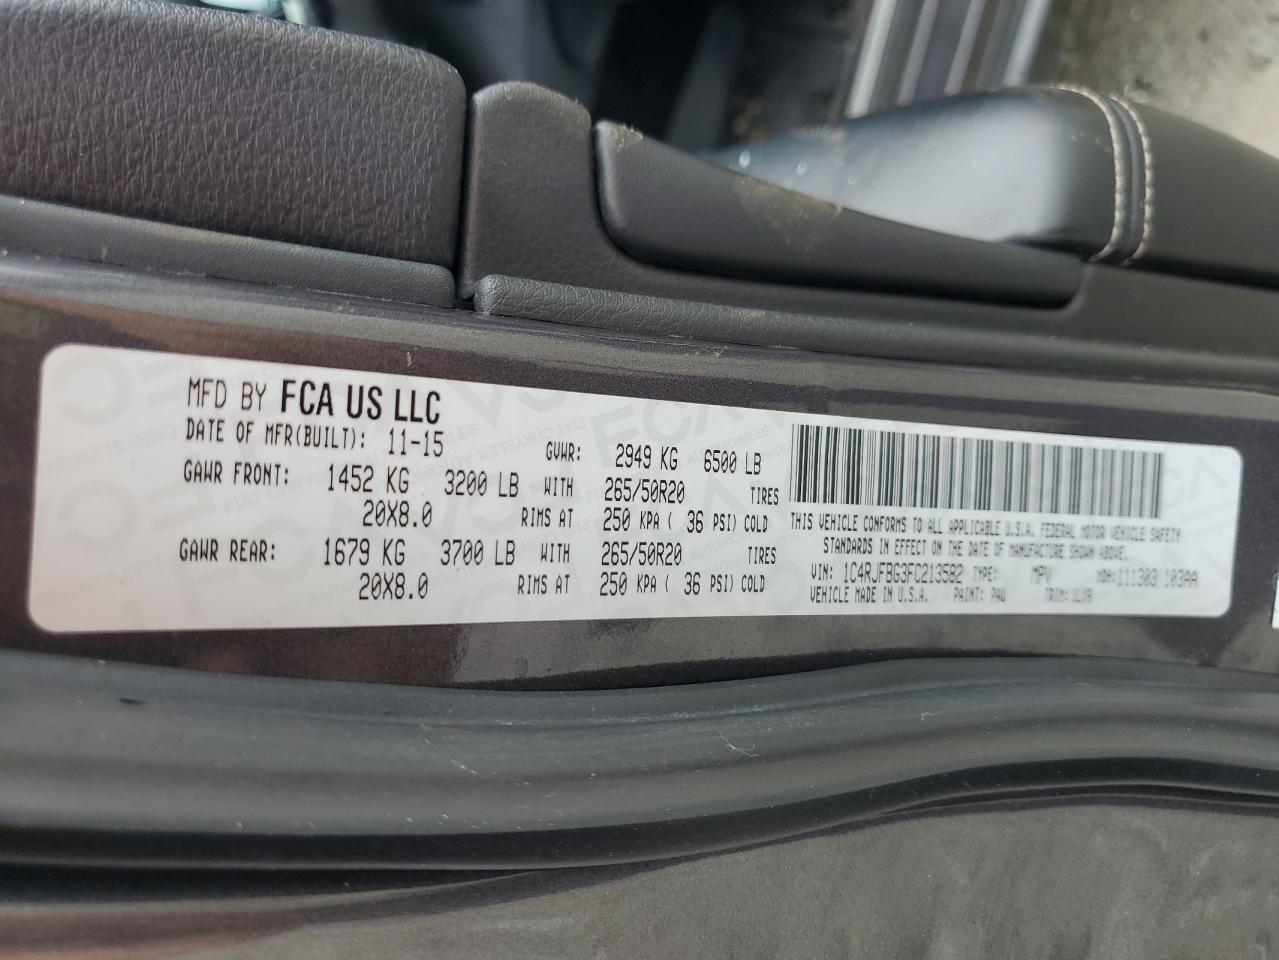 MFD BY FCA US LLC
DATE OF MFR(BUILT): 11-15 GVWR: 2949 KG 6500 LB
GAWR FRONT: 1452 KG 3200 LB WITH 265/50R20 TIRES
20X8.0 RIMS AT 250 KPA ( 36 PSI) COLD
GAWR REAR: 1679 KG 3700 LB WITH 265/50R20 TIRES
20X8.0 RIMS AT 250 KPA ( 36 PSI) COLD
THIS VEHICLE CONFORMS TO ALL APPLICABLE U.S.A. FEDERAL MOTOR VEHICLE SAFETY
STANDARDS IN EFFECT ON THE DATE OF MANUFACTURE SHOWN ABOVE.
VIN: 1C4RJFBG3FC213582 TYPE: MPV MDH:111303 103AA
VEHICLE MADE IN U.S.A. PAINT: PAU TRIM: